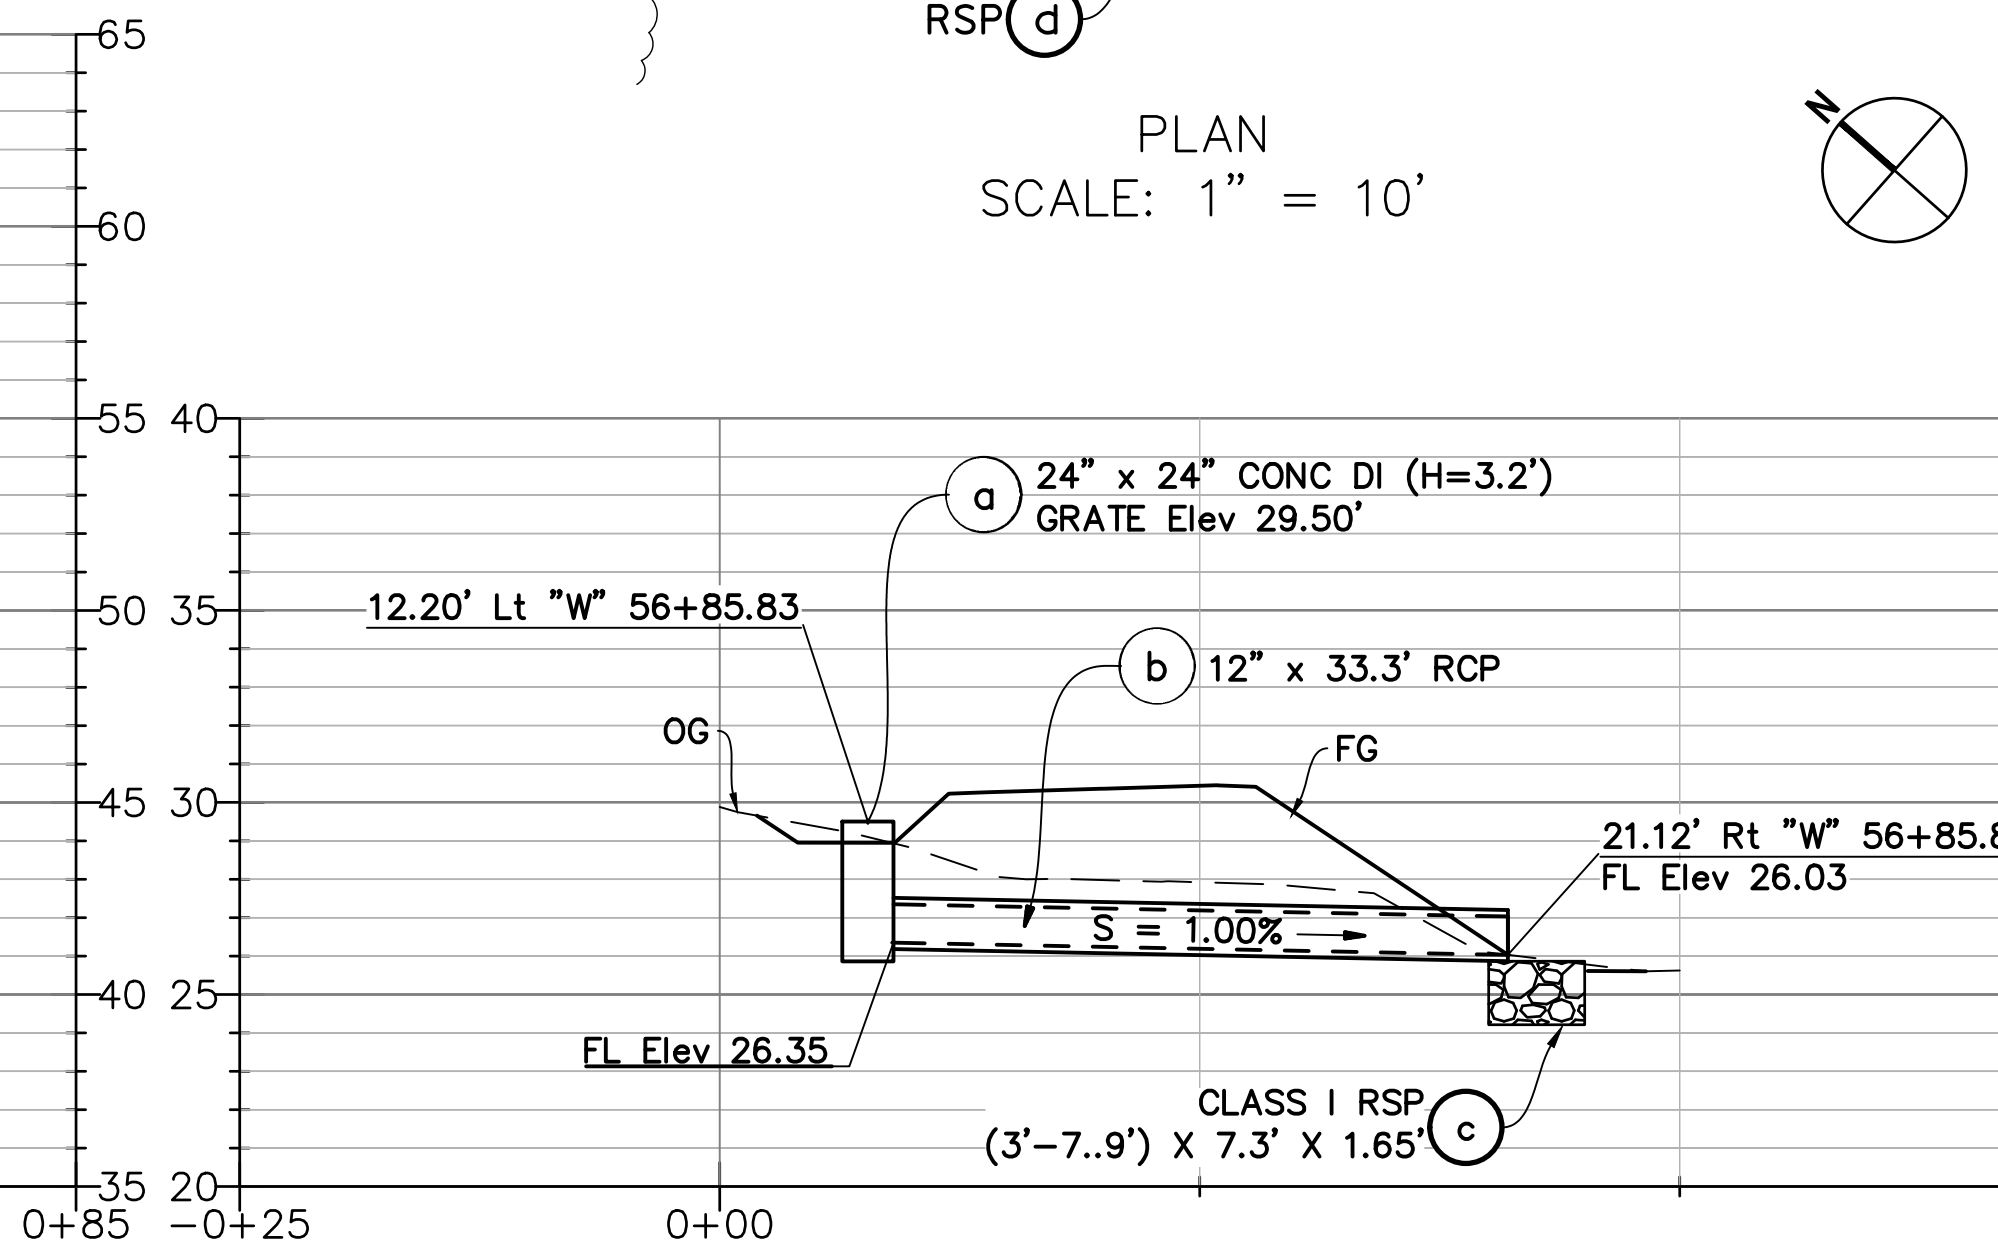 RSP d
65
N
PLAN
SCALE: 1" = 10'
60
55 40
a 24" x 24" CONC DI (H=3.2')
GRATE Elev 29.50'
12.20' Lt "W" 56+85.83
50 35
b 12" x 33.3' RCP
OG
FG
45 30
21.12' Rt "W" 56+85.8
FL Elev 26.03
S = 1.00%
40 25
FL Elev 26.35
CLASS I RSP
(3'-7..9') X 7.3' X 1.65' c
35 20
0+85 -0+25 0+00